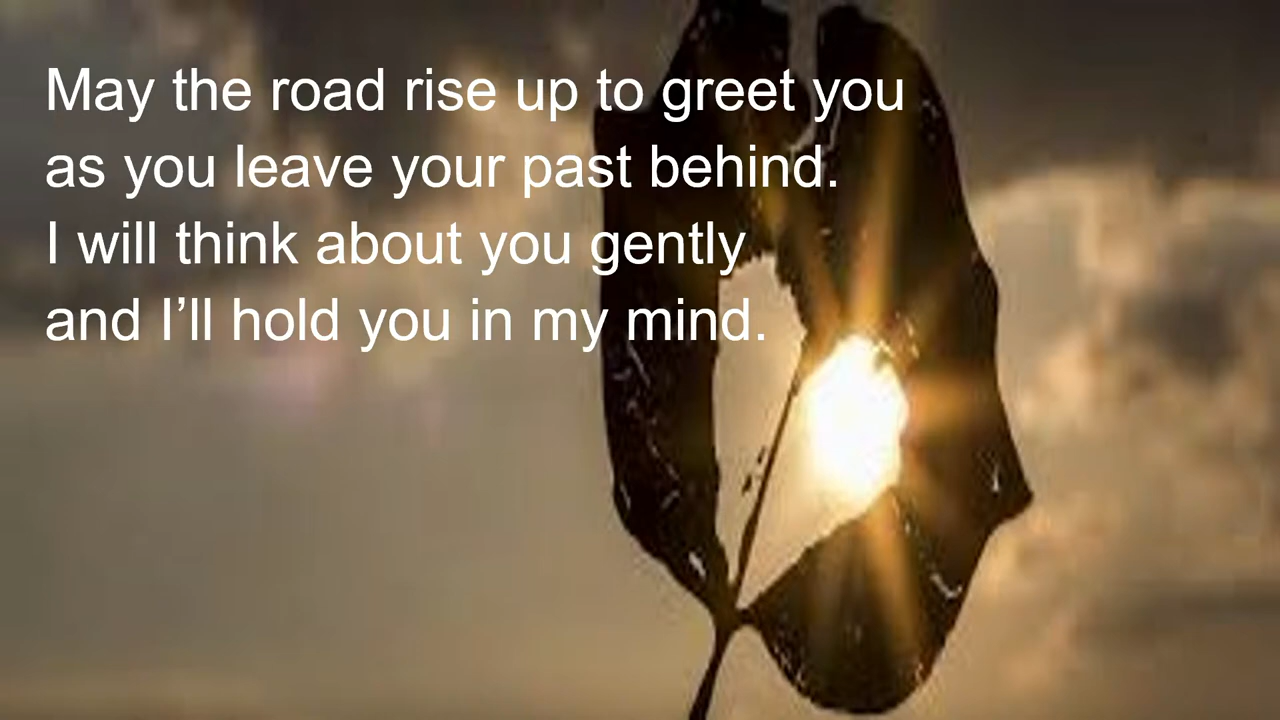 May the road rise up to greet you
as you leave your past behind.
I will think about you gently
and I’ll hold you in my mind.